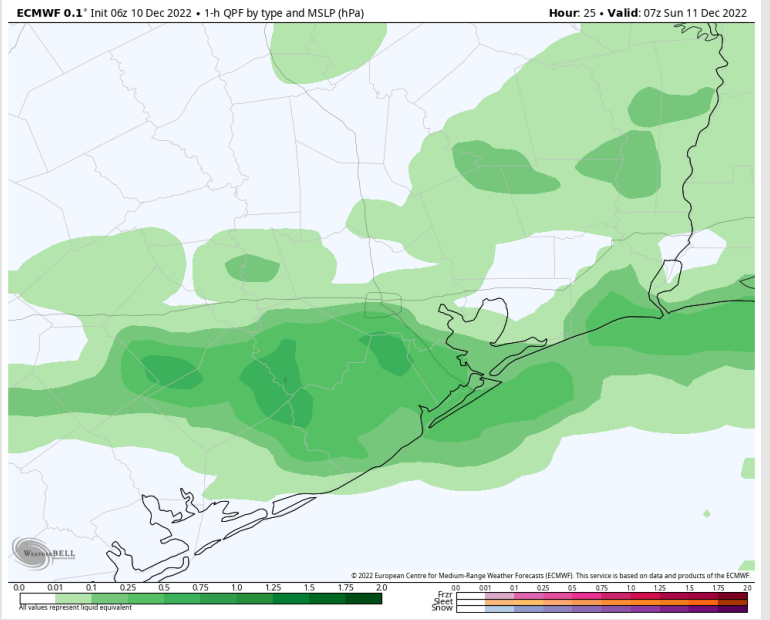 ECMWF 0.1° Init 06z 10 Dec 2022 • 1-h QPF by type and MSLP (hPa)
Hour: 25 • Valid: 07z Sun 11 Dec 2022
WEATHERBELL
© 2022 European Centre for Medium-Range Weather Forecasts (ECMWF). This service is based on data and products of the ECMWF.
0.0 0.01 0.1 0.25 0.5 0.75 1.0 1.25 1.5 1.75 2.0
All values represent liquid equivalent
0.0 0.01 0.1 0.25 0.5 0.75 1.0 1.25 1.5 1.75 2.0
Frzr
Sleet
Snow